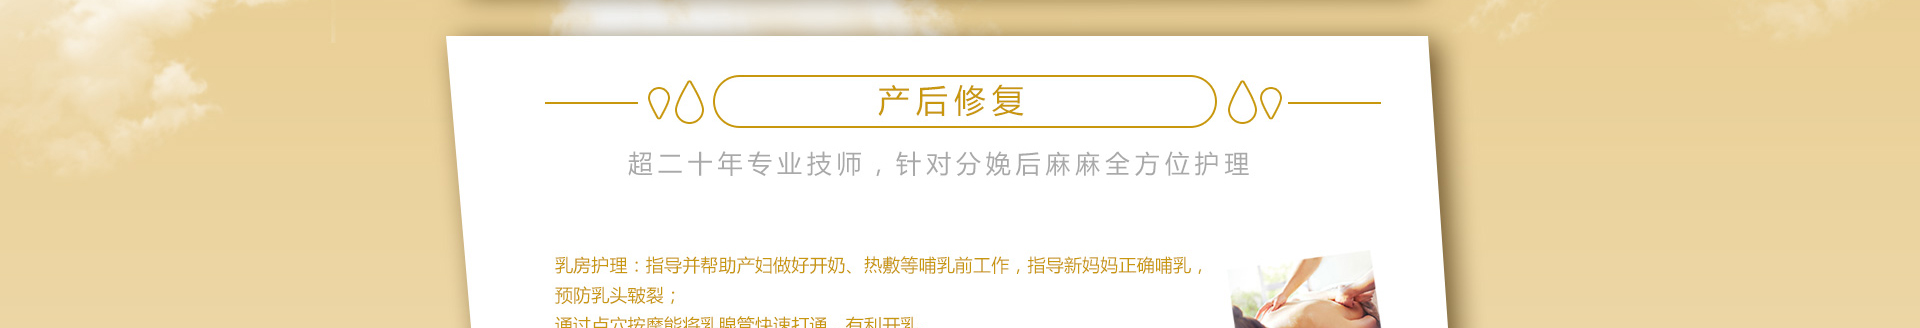 产后修复
超二十年专业技师，针对分娩后麻麻全方位护理
乳房护理：指导并帮助产妇做好开奶、热敷等哺乳前工作，指导新妈妈正确哺乳，
预防乳头皲裂；
通过点穴按摩能将乳腺管快速打通，有利开乳